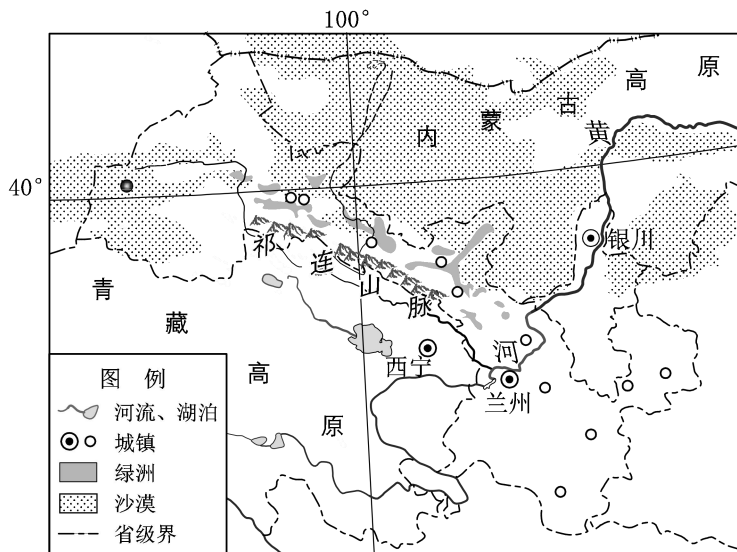 100°
40°
内蒙古高原
黄
河
银川
祁连山脉
青藏高原
西宁
兰州
图 例
河流、湖泊
城镇
绿洲
沙漠
省级界